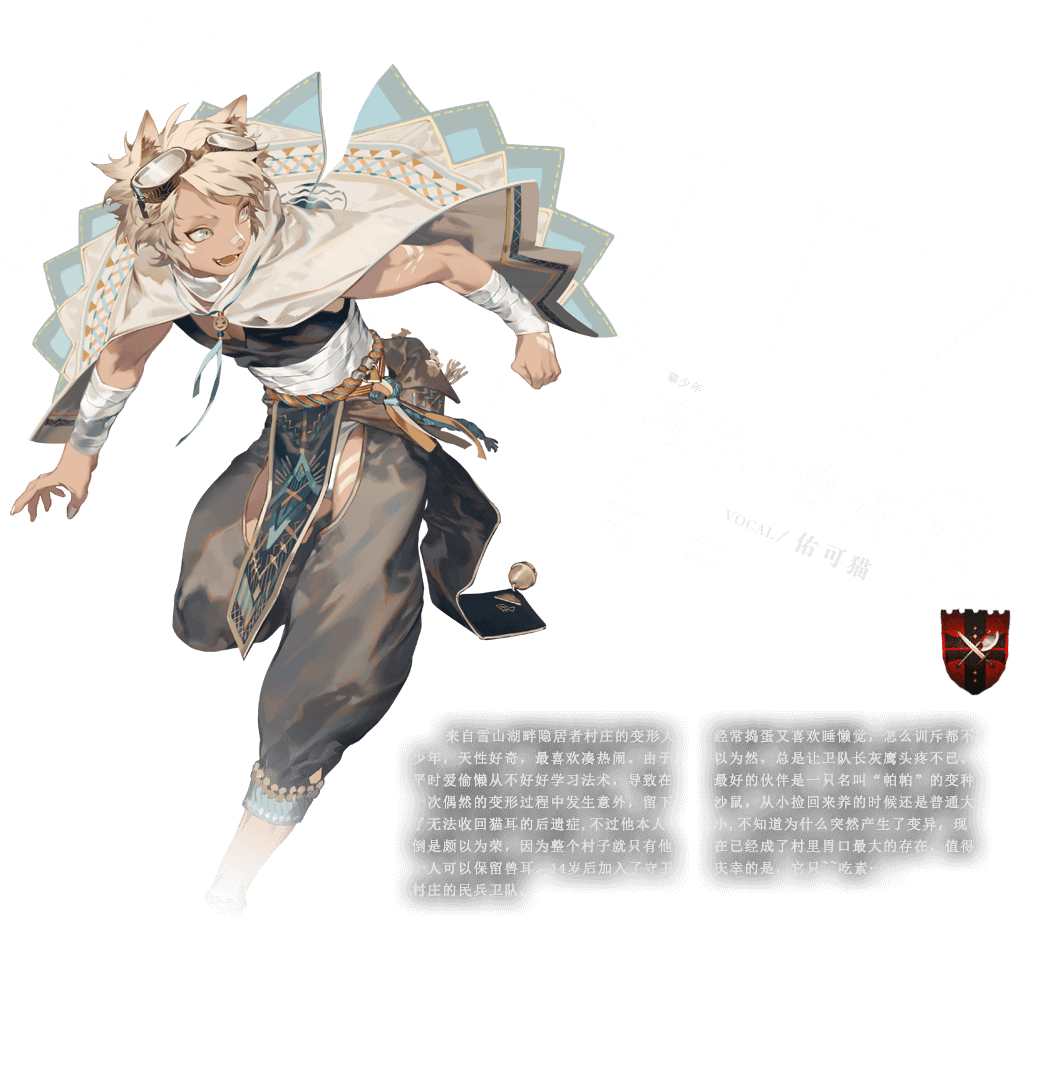 霸少年
VOCAL/ 佑可猫
来自雪山湖畔隐居者村庄的变形人
少年，天性好奇，最喜欢凑热闹。由于
平时爱偷懒从不好好学习法术，导致在
一次偶然的变形过程中发生意外，留下
了无法收回猫耳的后遗症,不过他本人
倒是颇以为荣，因为整个村子就只有他
一人可以保留兽耳。14岁后加入了守卫
村庄的民兵卫队。
经常捣蛋又喜欢睡懒觉，怎么训斥都不
以为然，总是让卫队长灰鹰头疼不已。
最好的伙伴是一只名叫“帕帕”的变种
沙鼠，从小捡回来养的时候还是普通大
小,不知道为什么突然产生了变异，现
在已经成了村里胃口最大的存在，值得
庆幸的是，它只~~吃素…